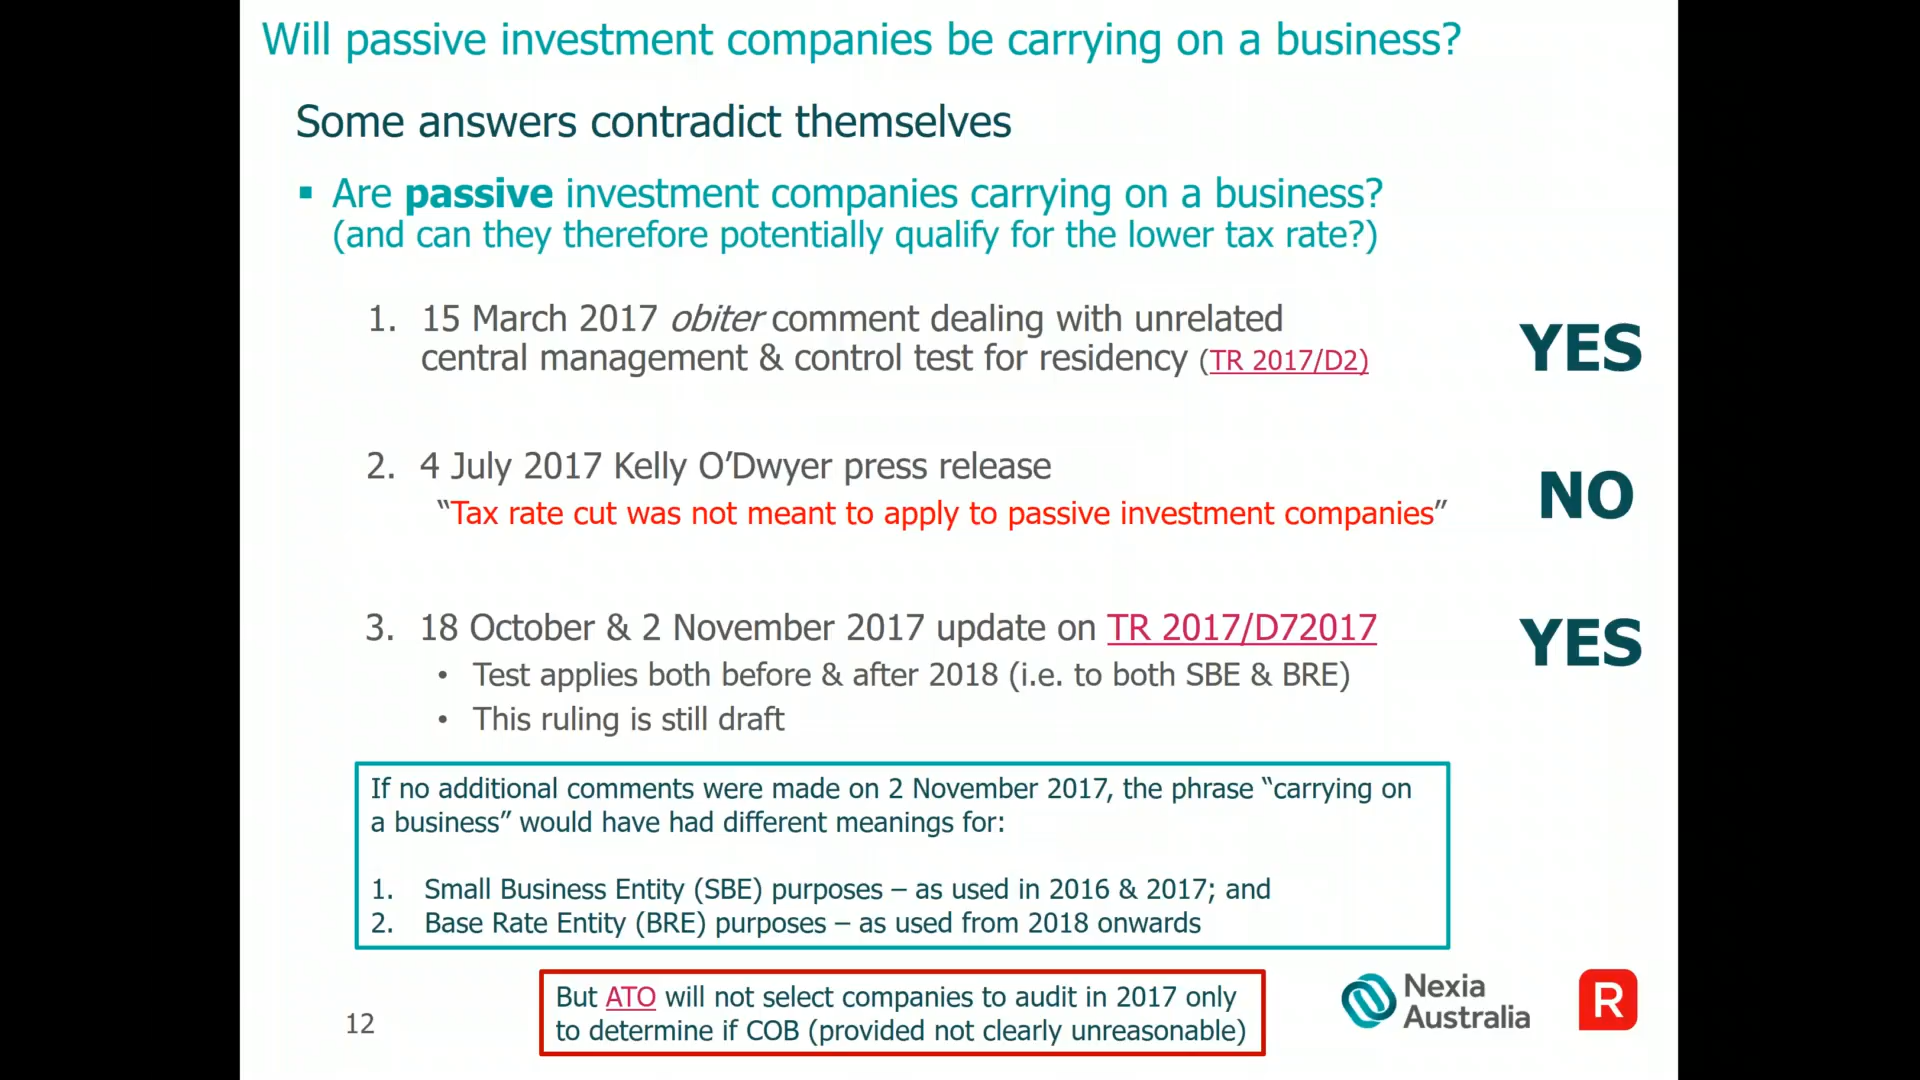 Will passive investment companies be carrying on a business?
Some answers contradict themselves
▪ Are passive investment companies carrying on a business?
(and can they therefore potentially qualify for the lower tax rate?)
1. 15 March 2017 obiter comment dealing with unrelated
central management & control test for residency (TR 2017/D2)
YES
2. 4 July 2017 Kelly O’Dwyer press release
“Tax rate cut was not meant to apply to passive investment companies”
NO
3. 18 October & 2 November 2017 update on TR 2017/D72017
YES
• Test applies both before & after 2018 (i.e. to both SBE & BRE)
• This ruling is still draft
If no additional comments were made on 2 November 2017, the phrase “carrying on
a business” would have had different meanings for:
1. Small Business Entity (SBE) purposes – as used in 2016 & 2017; and
2. Base Rate Entity (BRE) purposes – as used from 2018 onwards
But ATO will not select companies to audit in 2017 only
to determine if COB (provided not clearly unreasonable)
12
Nexia
Australia
R